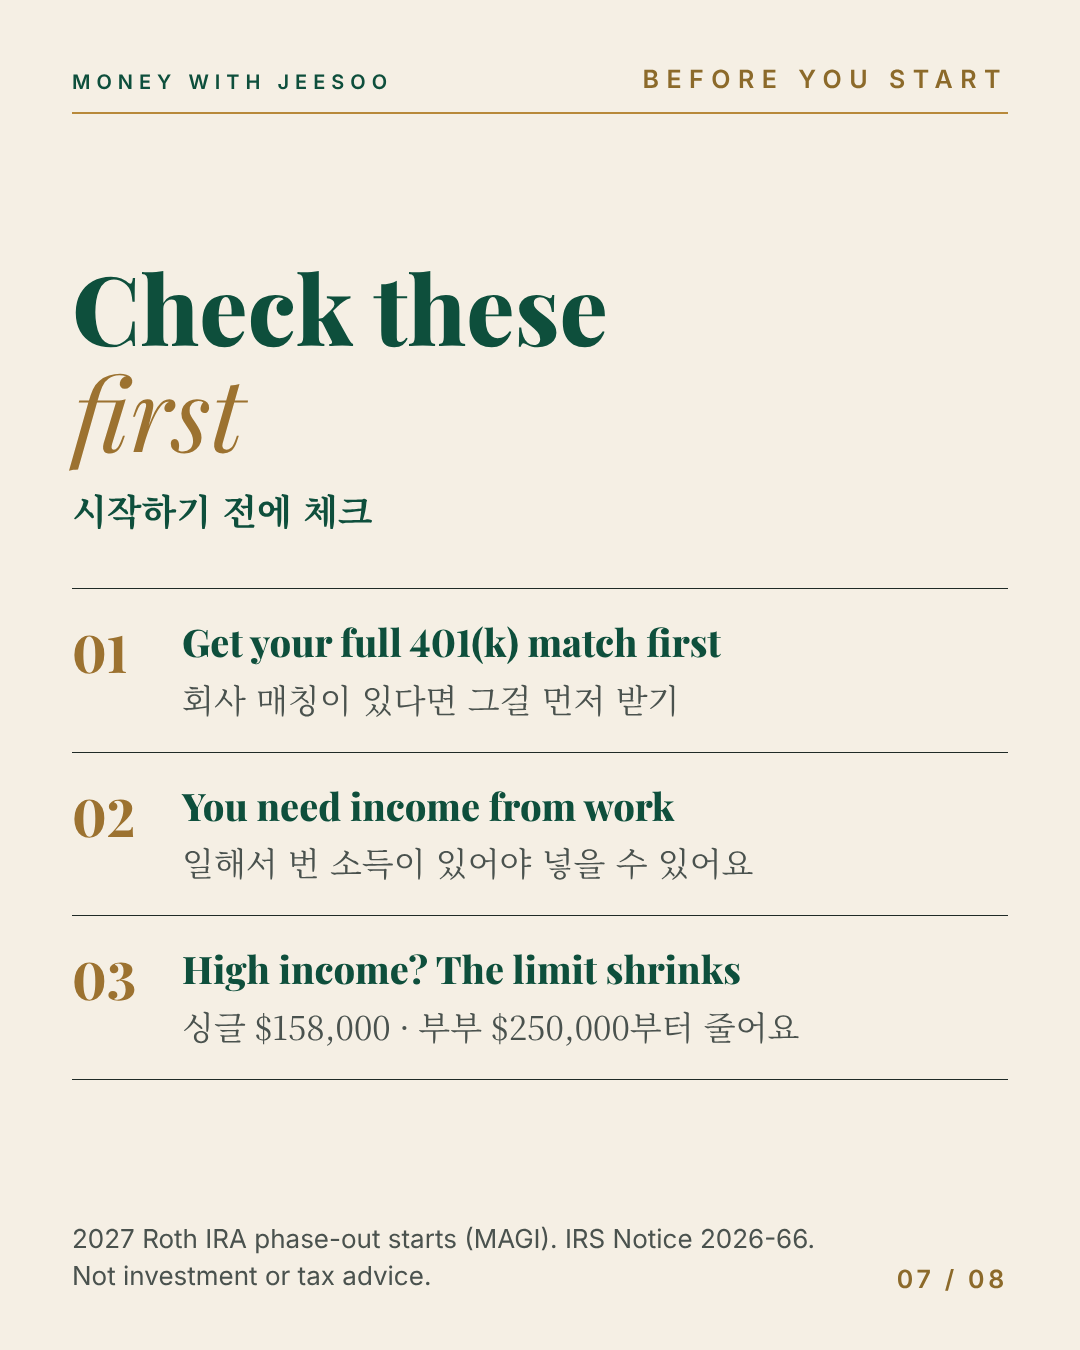 MONEY WITH JEESOO
BEFORE YOU START
Check these
first
시작하기 전에 체크
01
Get your full 401(k) match first
회사 매칭이 있다면 그걸 먼저 받기
02
You need income from work
일해서 번 소득이 있어야 넣을 수 있어요
03
High income? The limit shrinks
싱글 $158,000 · 부부 $250,000부터 줄어요
2027 Roth IRA phase-out starts (MAGI). IRS Notice 2026-66.
Not investment or tax advice.
07 / 08